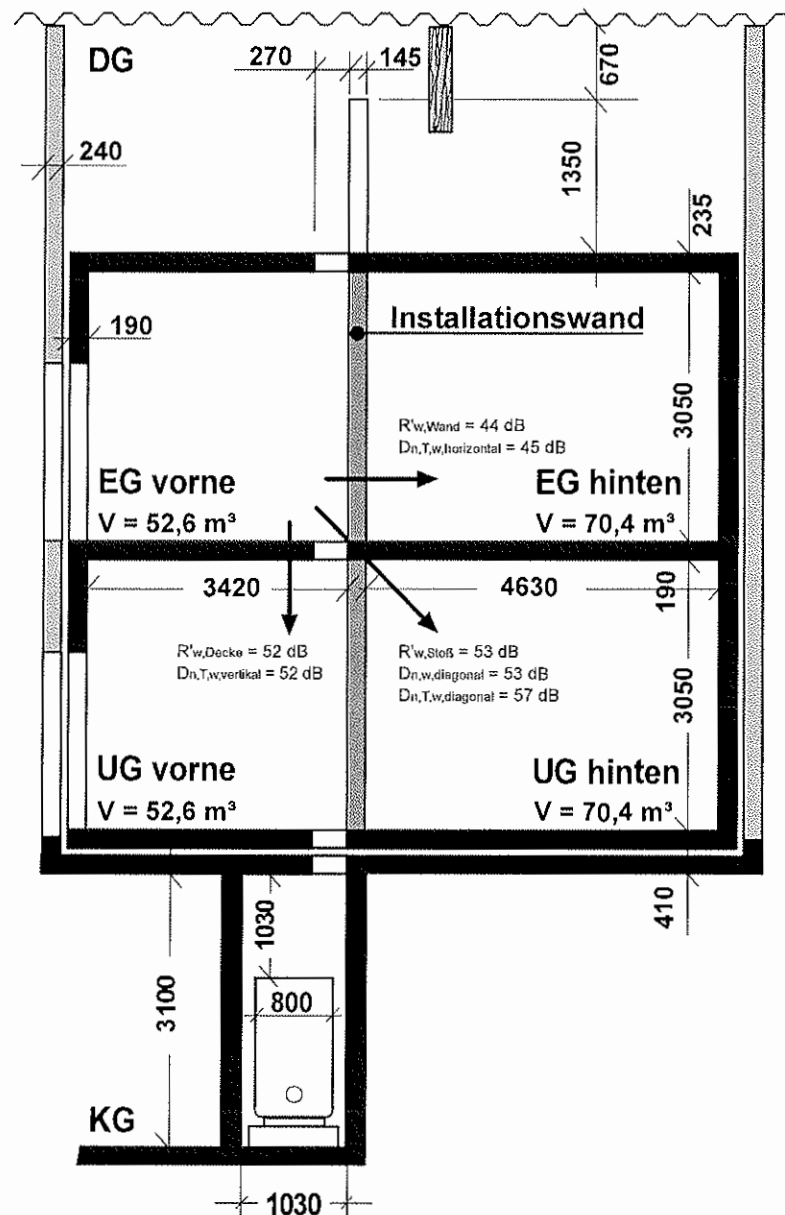 DG
270
145
670
240
1350
235
190
Installationswand
3050
R'w,Wand = 44 dB
Dn,T,w,horizontal = 45 dB
EG vorne
V = 52,6 m³
EG hinten
V = 70,4 m³
3420
4630
190
R'w,Decke = 52 dB
Dn,T,w,vertikal = 52 dB
R'w,Stoß = 53 dB
Dn,w,diagonal = 53 dB
Dn,T,w,diagonal = 57 dB
3050
UG vorne
V = 52,6 m³
UG hinten
V = 70,4 m³
410
1030
3100
800
KG
1030